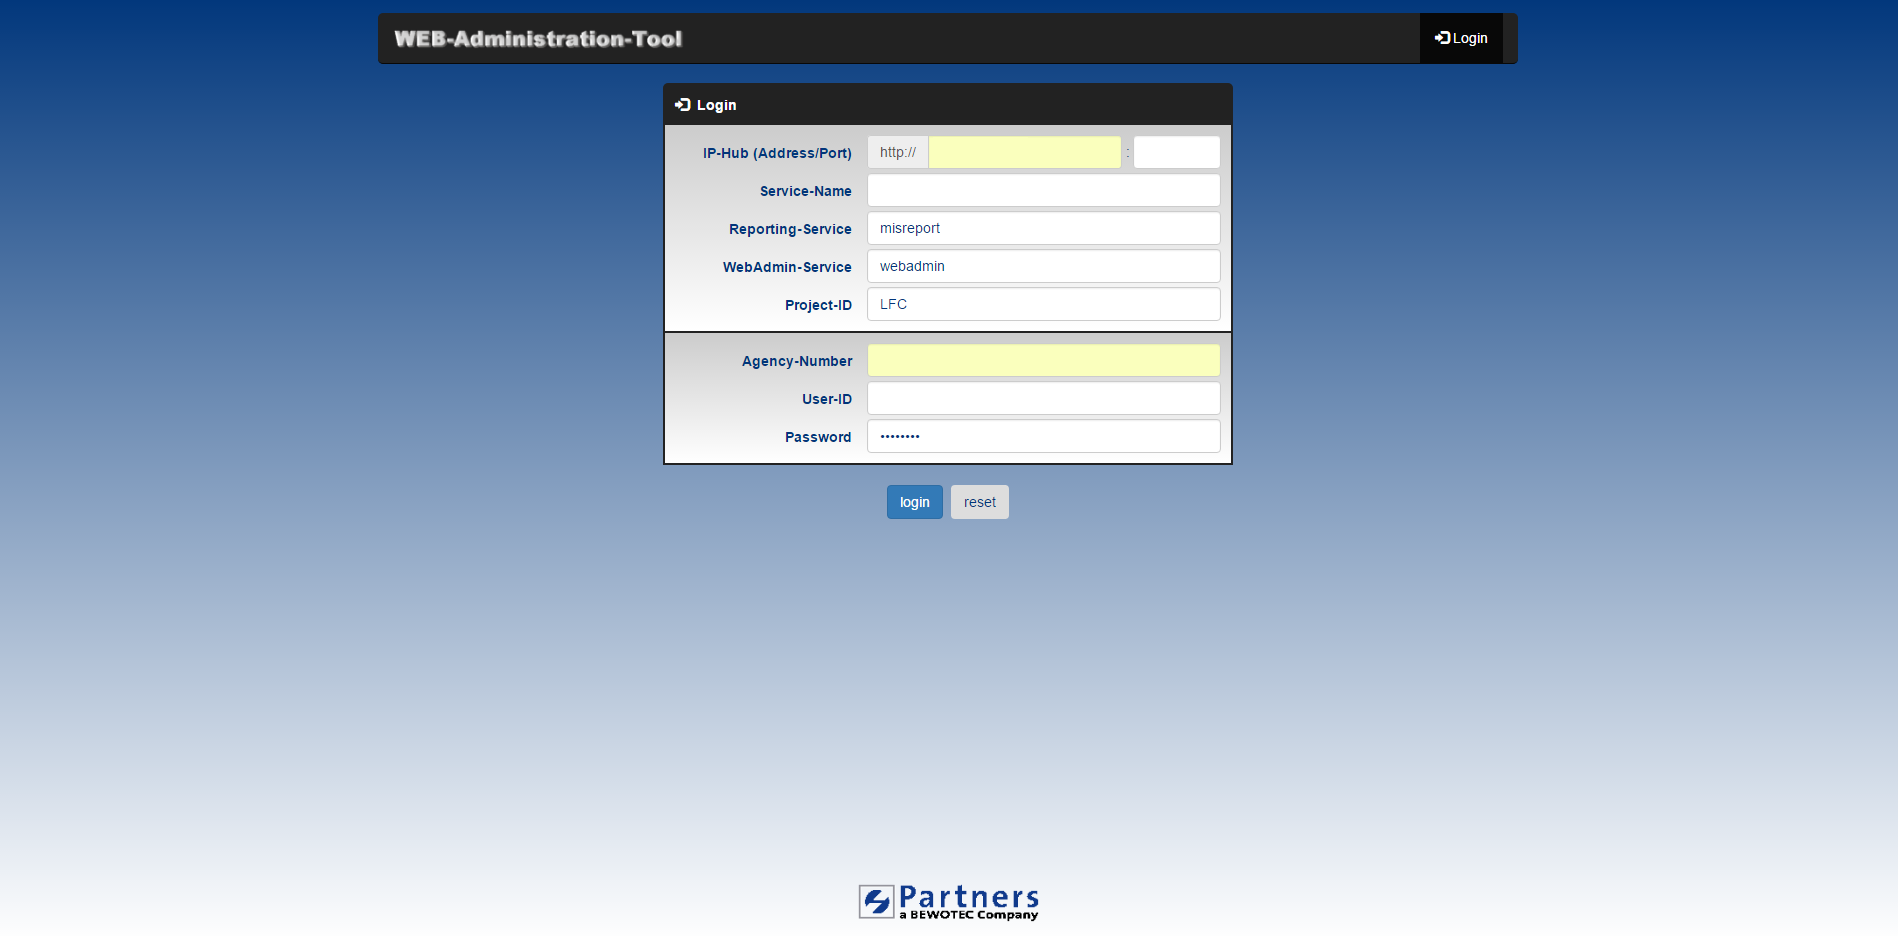 WEB-Administration-Tool
Login
Login
IP-Hub (Address/Port) http:// :
Service-Name
Reporting-Service misreport
WebAdmin-Service webadmin
Project-ID LFC
Agency-Number
User-ID
Password ••••••••
login reset
Partners
a BEWOTEC Company